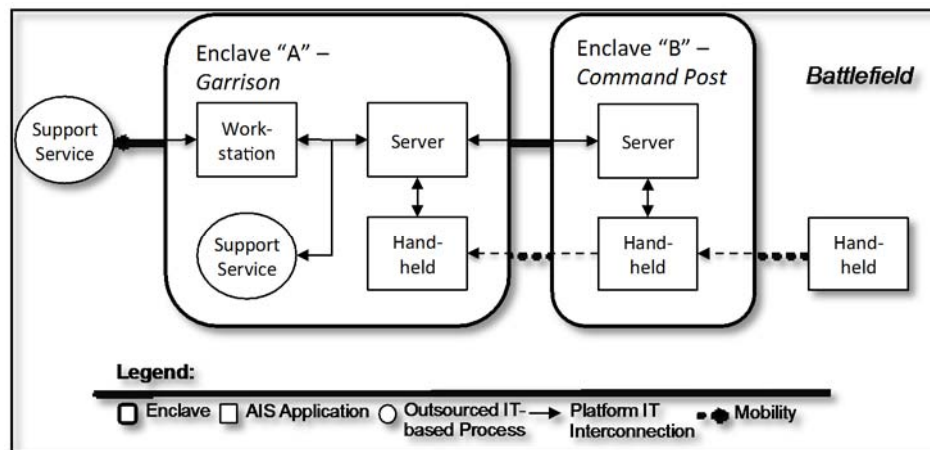 Enclave “A” –
Garrison
Enclave “B” –
Command Post
Battlefield
Support
Service
Work-
station
Server
Server
Support
Service
Hand-
held
Hand-
held
Hand-
held
Legend:
Enclave
AIS Application
Outsourced IT-
based Process
Platform IT
Interconnection
Mobility